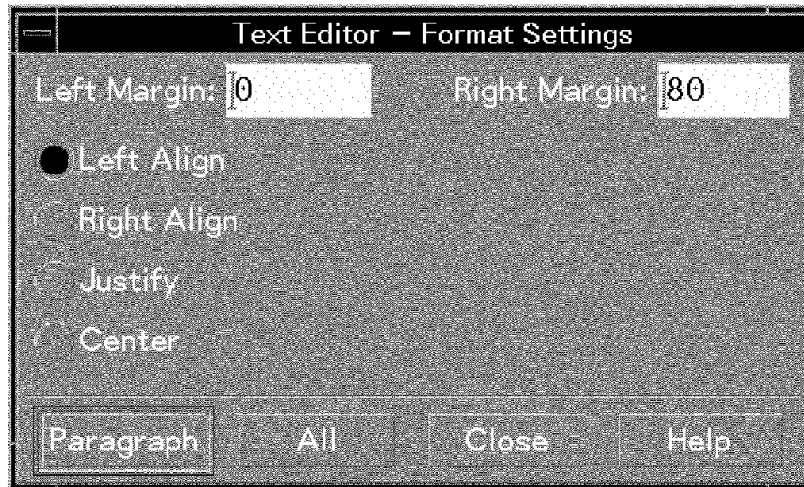 Text Editor – Format Settings
Left Margin: 0 Right Margin: 80
Left Align
Right Align
Justify
Center
Paragraph All Close Help